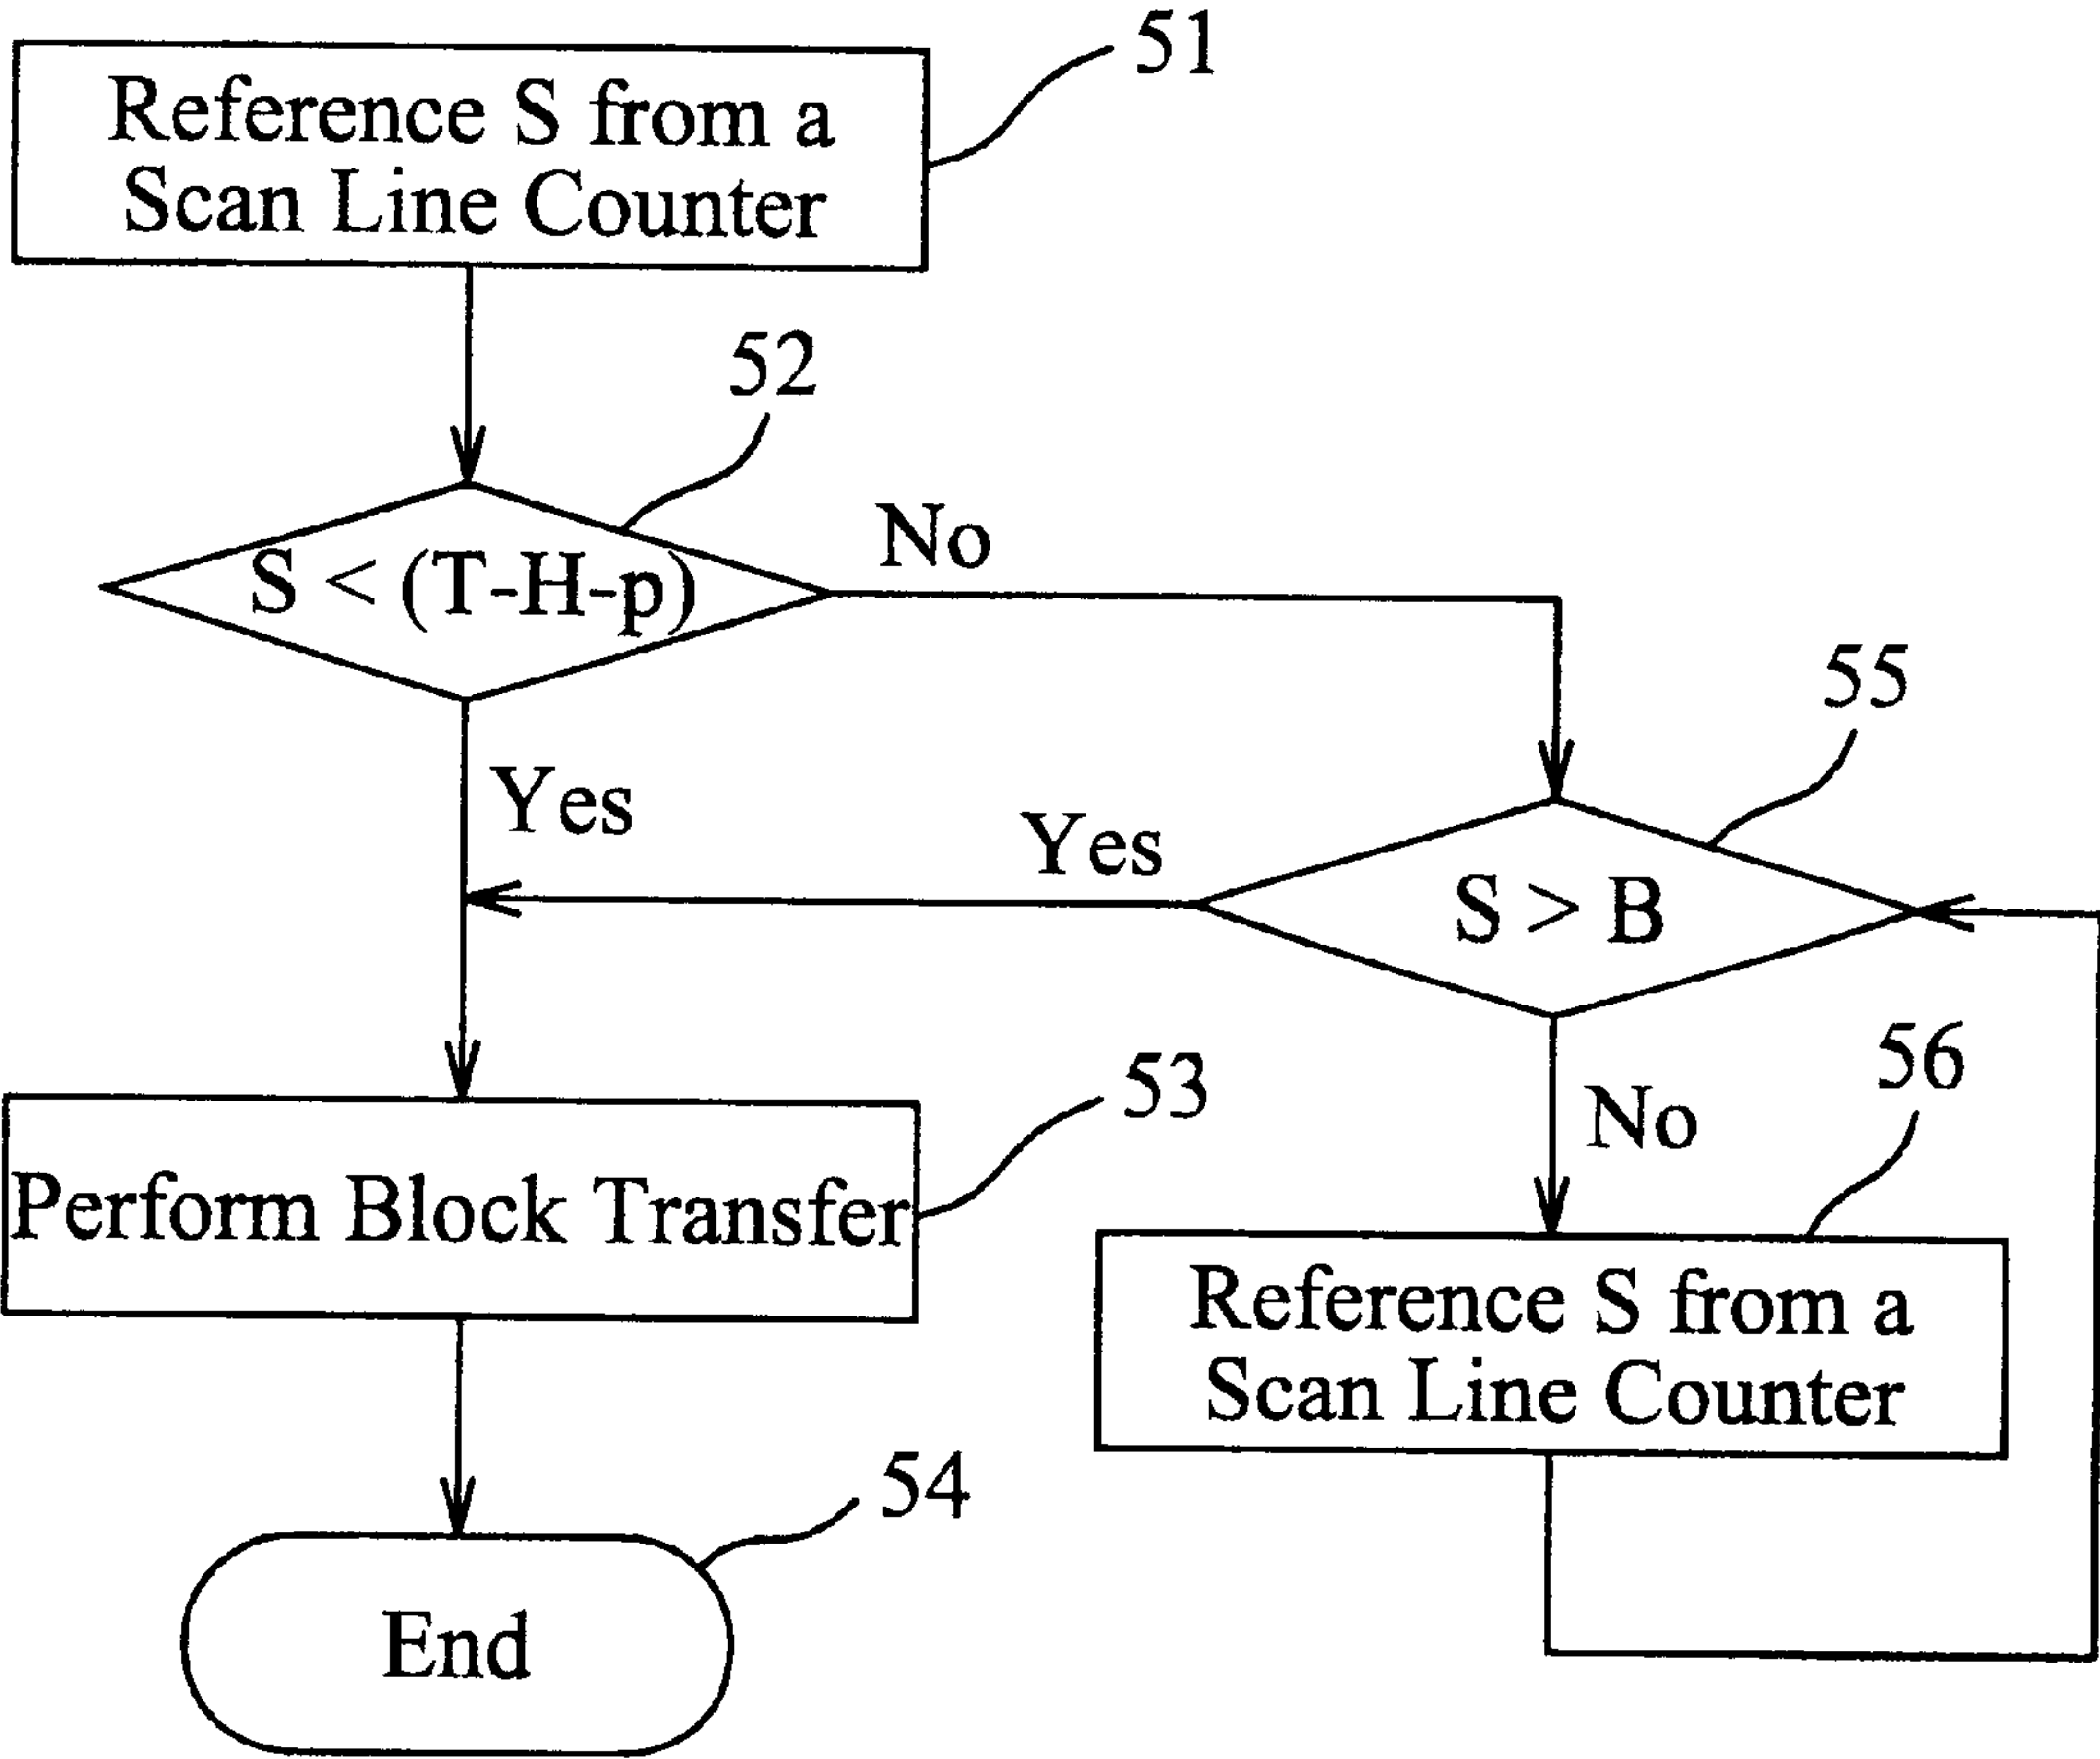 51
Reference S from a
Scan Line Counter
52
No
S < (T-H-p)
55
Yes
Yes
S > B
56
53
No
Perform Block Transfer
Reference S from a
Scan Line Counter
54
End